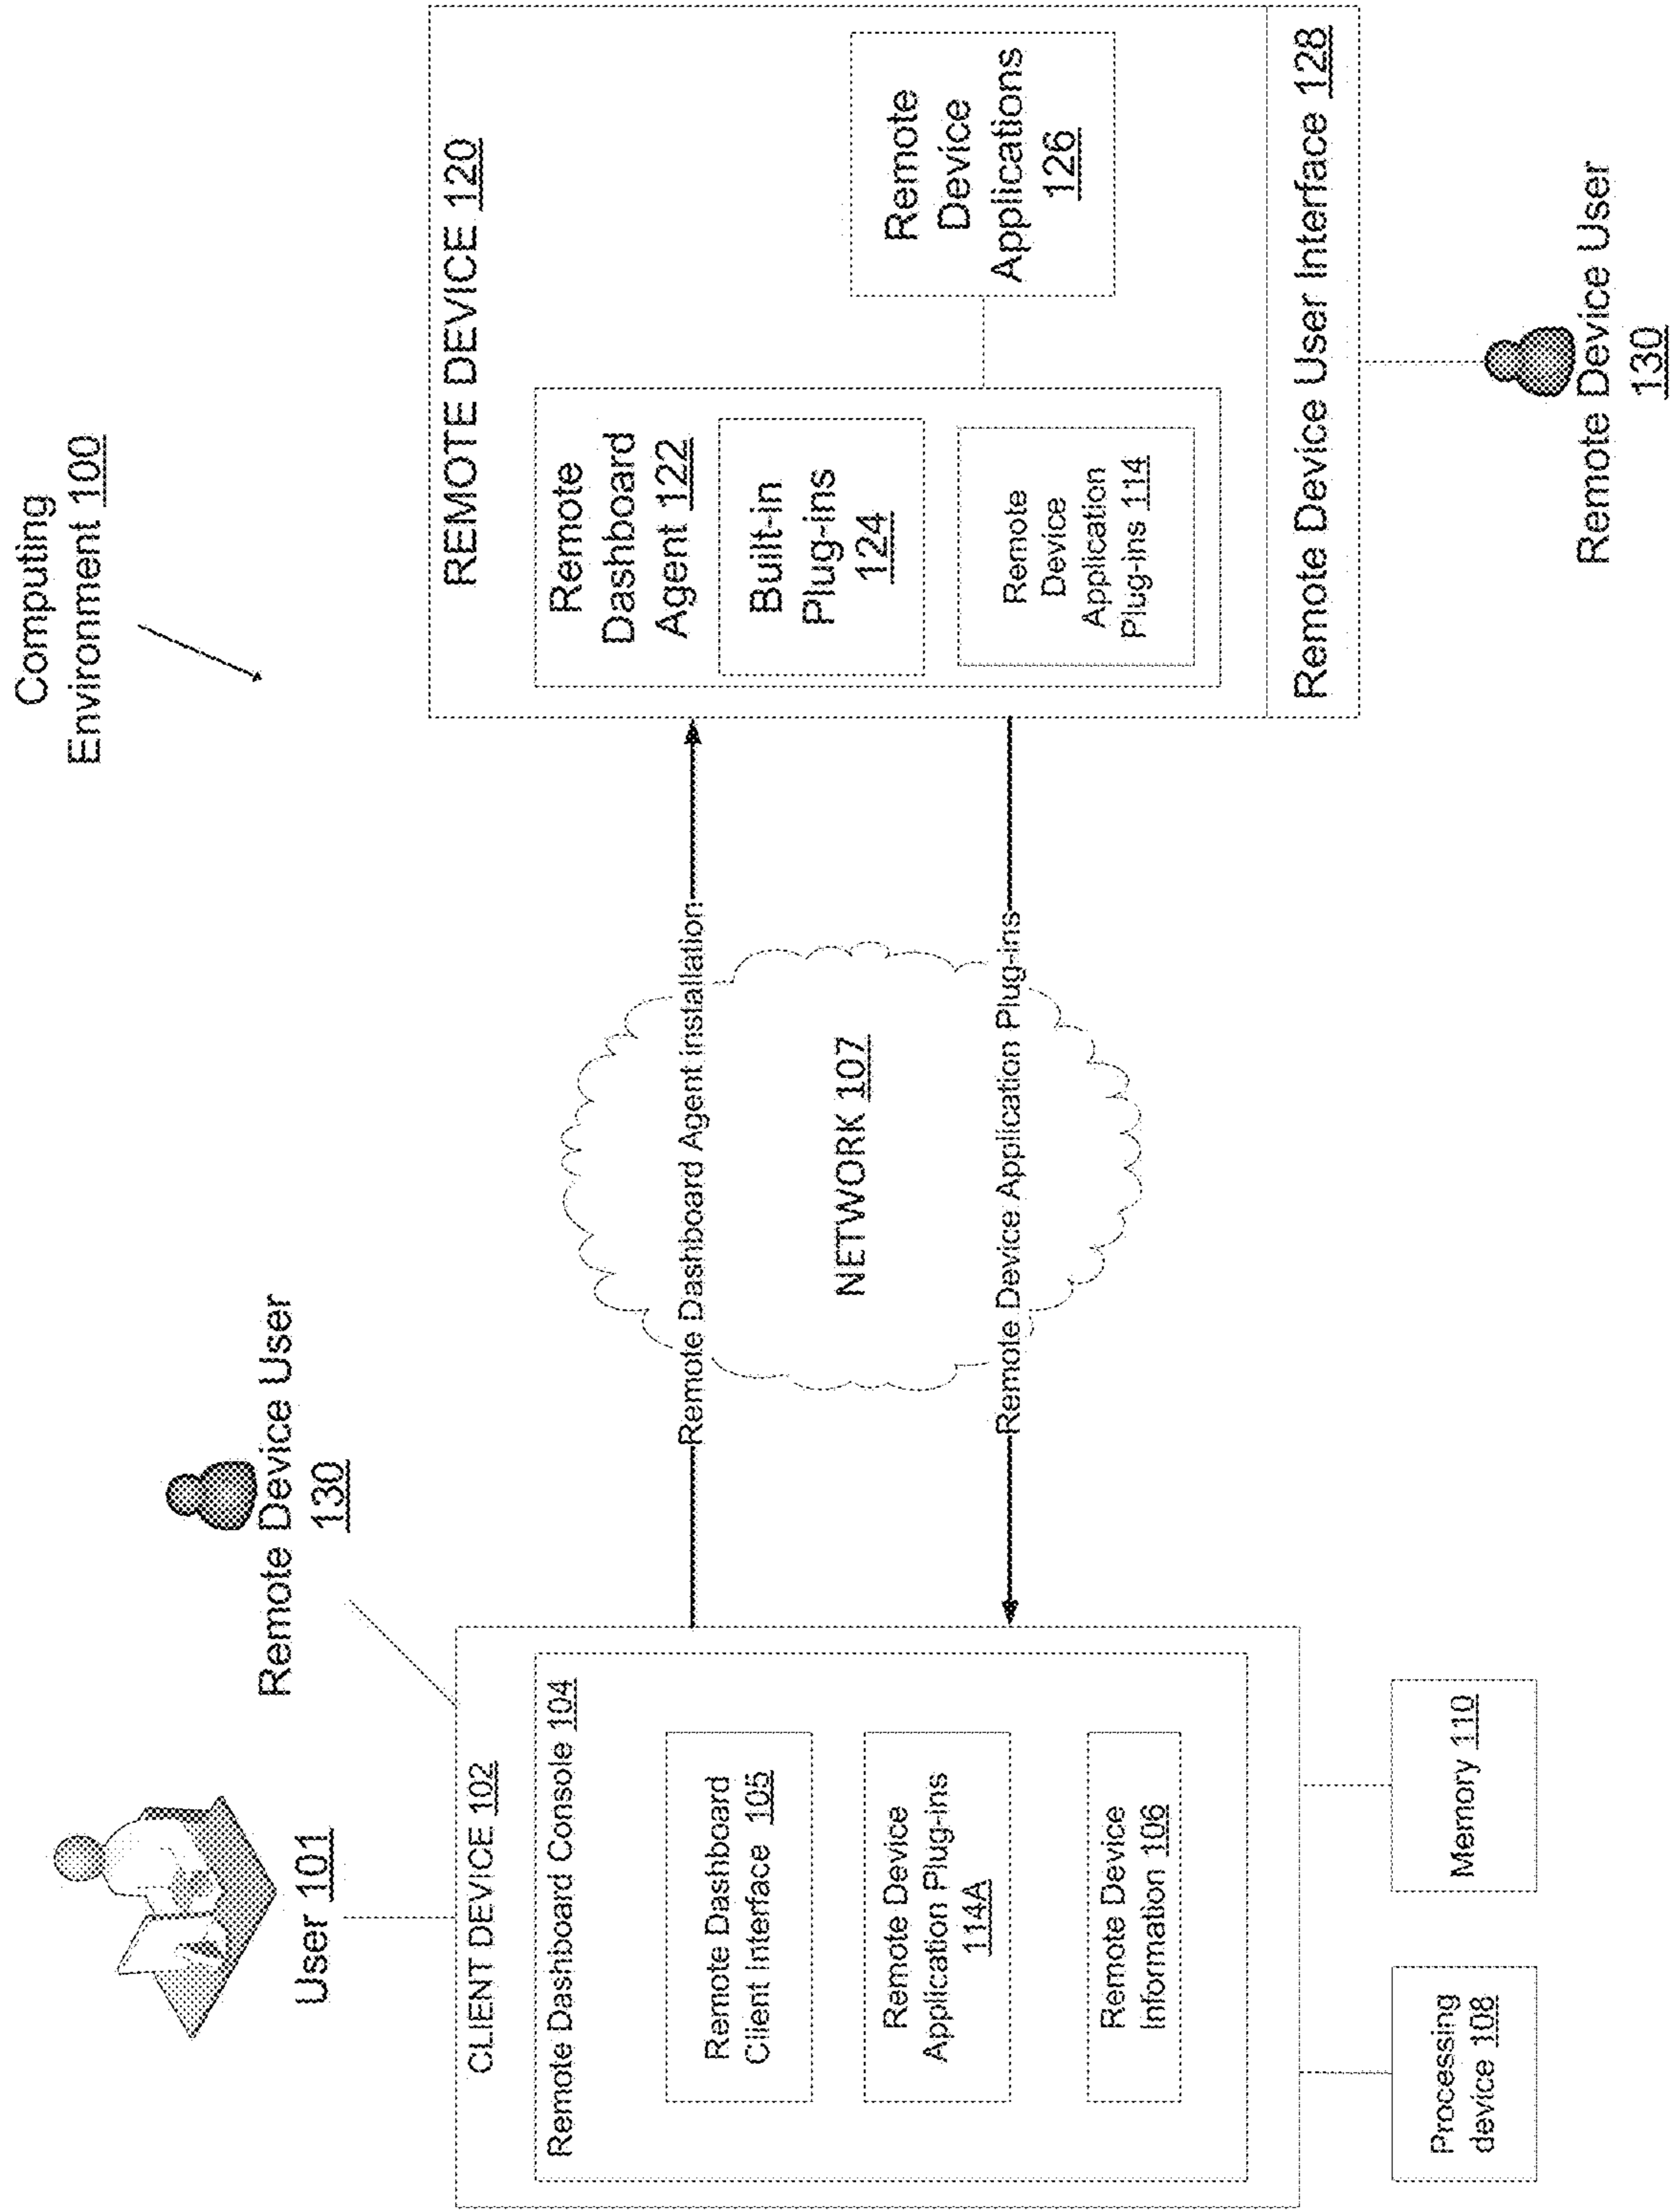 Computing
Environment 100
User 101
Remote Device User
130
CLIENT DEVICE 102
Remote Dashboard Console 104
Remote Dashboard
Client Interface 105
Remote Device
Application Plug-ins
114A
Remote Device
Information 106
Processing
device 108
Memory 110
Remote Dashboard Agent installation
NETWORK 107
Remote Device Application Plug-ins
REMOTE DEVICE 120
Remote
Dashboard
Agent 122
Built-in
Plug-ins
124
Remote
Device
Application
Plug-ins 114
Remote
Device
Applications
126
Remote Device User Interface 128
Remote Device User
130